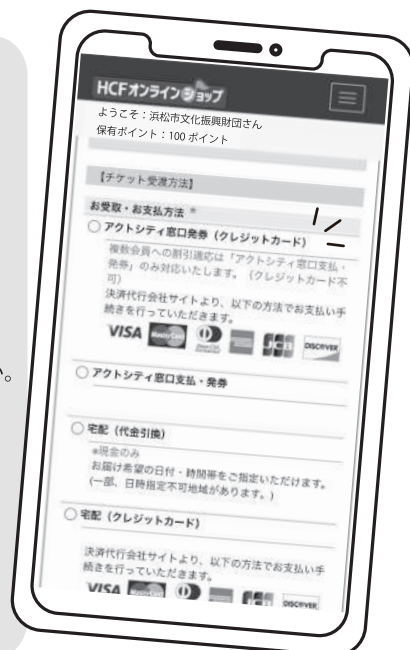 HCFオンラインショップ
ようこそ：浜松市文化振興財団さん
保有ポイント：100 ポイント
【チケット受渡方法】
お受取・お支払方法 *
アクトシティ窓口発券（クレジットカード）
複数会員への割引適応は「アクトシティ窓口支払・
発券」のみ対応いたします。（クレジットカード不
可）
決済代行会社サイトより、以下の方法でお支払い手
続きを行っていただきます。
VISA MasterCard JCB DISCOVER
い。
アクトシティ窓口支払・発券
宅配（代金引換）
※現金のみ
お届け希望の日付・時間帯をご指定いただけます。
(一部、日時指定不可地域があります。)
宅配（クレジットカード）
決済代行会社サイトより、以下の方法でお支払い手
続きを行っていただきます。
VISA MasterCard JCB DISCOVER